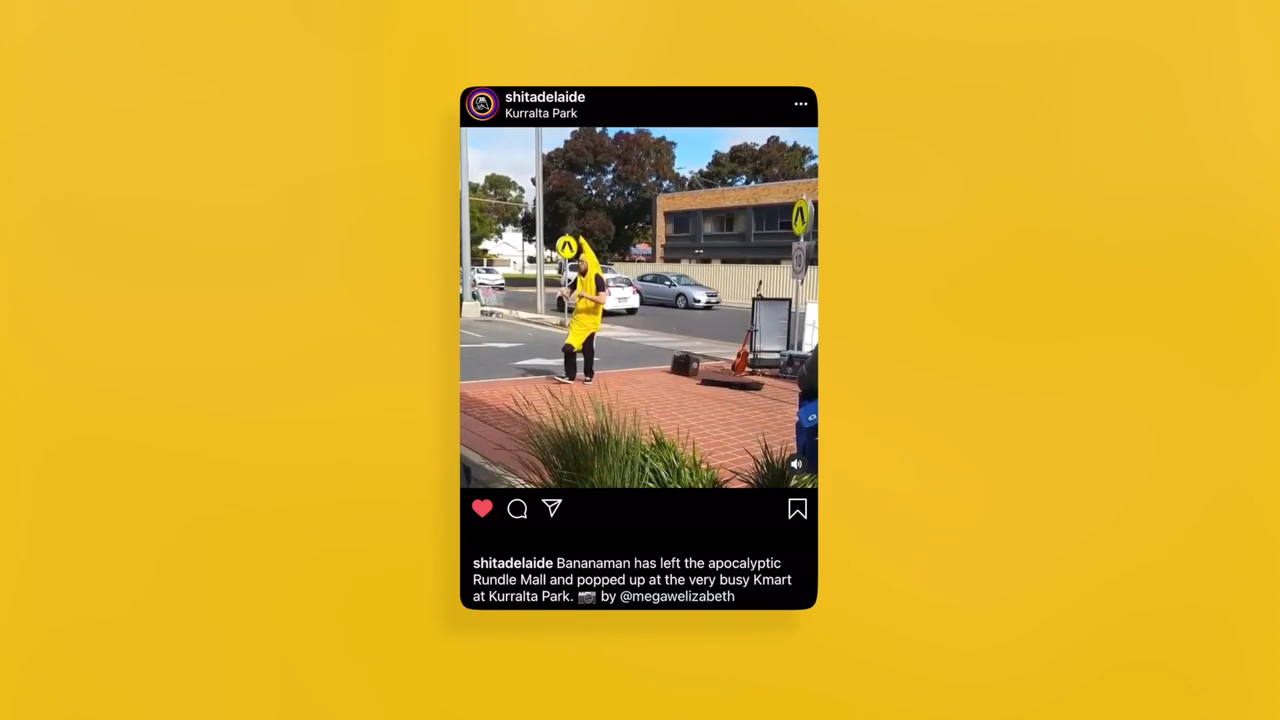 shitadelaide
Kurralta Park
shitadelaide Bananaman has left the apocalyptic
Rundle Mall and popped up at the very busy Kmart
at Kurralta Park. 📷 by @megawelizabeth